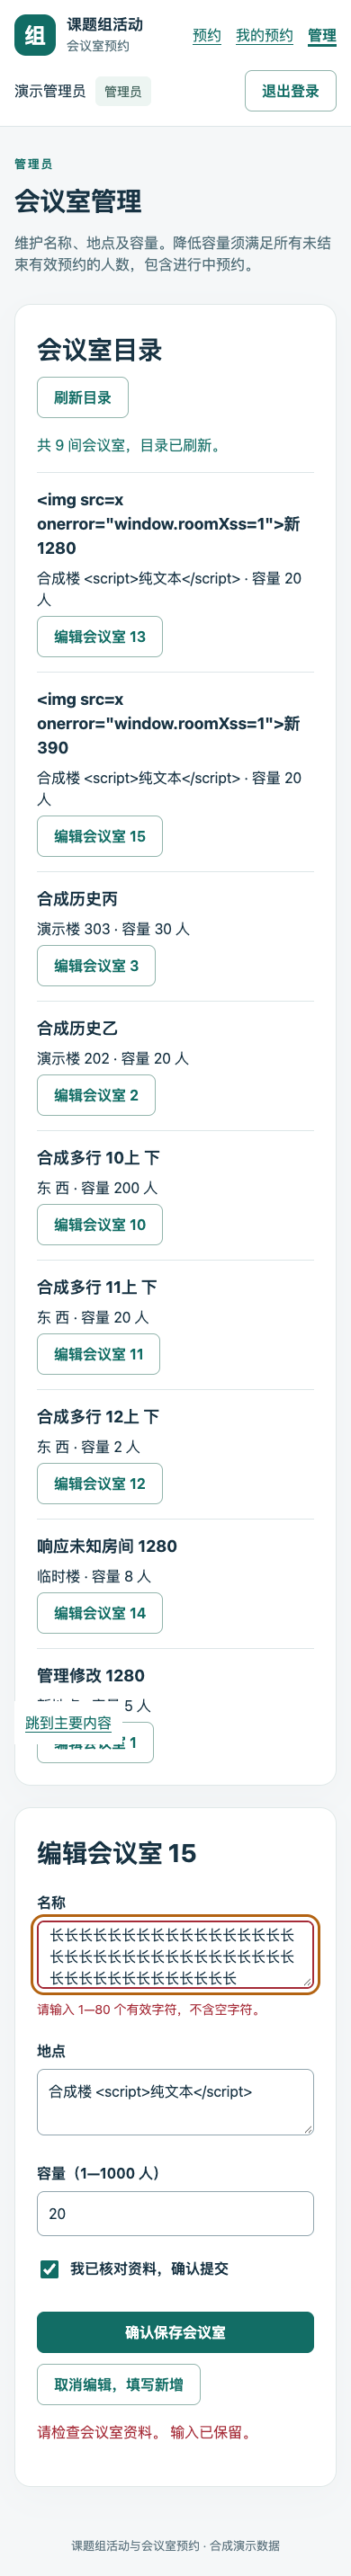 组
课题组活动
会议室预约
预约 我的预约 管理
演示管理员 管理员
退出登录
管理员
会议室管理
维护名称、地点及容量。降低容量须满足所有未结
束有效预约的人数，包含进行中预约。
会议室目录
刷新目录
共 9 间会议室，目录已刷新。
<img src=x
onerror="window.roomXss=1">新
1280
合成楼 <script>纯文本</script> · 容量 20
人
编辑会议室 13
<img src=x
onerror="window.roomXss=1">新
390
合成楼 <script>纯文本</script> · 容量 20
人
编辑会议室 15
合成历史丙
演示楼 303 · 容量 30 人
编辑会议室 3
合成历史乙
演示楼 202 · 容量 20 人
编辑会议室 2
合成多行 10上 下
东 西 · 容量 200 人
编辑会议室 10
合成多行 11上 下
东 西 · 容量 20 人
编辑会议室 11
合成多行 12上 下
东 西 · 容量 2 人
编辑会议室 12
响应未知房间 1280
临时楼 · 容量 8 人
编辑会议室 14
管理修改 1280
5 人
跳到主要内容
1
编辑会议室 15
名称
长长长长长长长长长长长长长长长长长
长长长长长长长长长长长长长长长长长
长长长长长长长长长长长长长
请输入 1—80 个有效字符，不含空字符。
地点
合成楼 <script>纯文本</script>
容量（1—1000 人）
20
我已核对资料，确认提交
确认保存会议室
取消编辑，填写新增
请检查会议室资料。 输入已保留。
课题组活动与会议室预约 · 合成演示数据